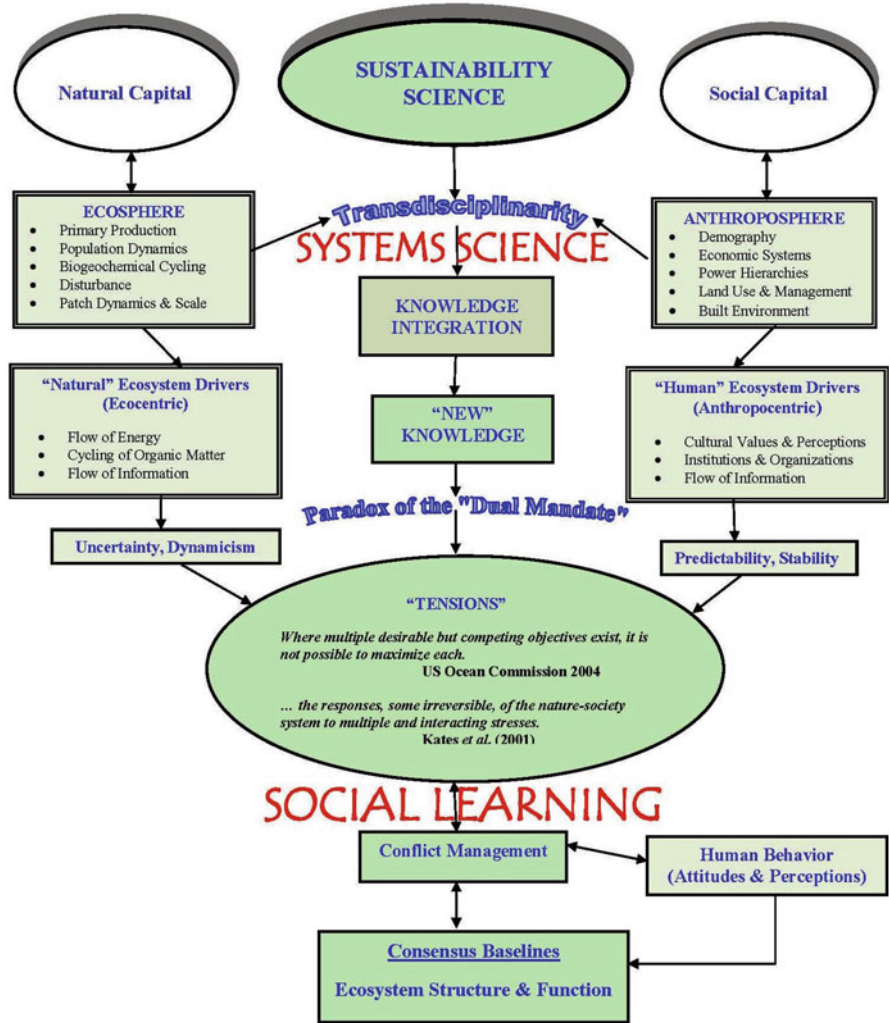 Natural Capital
SUSTAINABILITY
SCIENCE
Social Capital
ECOSPHERE
• Primary Production
• Population Dynamics
• Biogeochemical Cycling
• Disturbance
• Patch Dynamics & Scale
Transdisciplinarity
SYSTEMS SCIENCE
ANTHROPOSPHERE
• Demography
• Economic Systems
• Power Hierarchies
• Land Use & Management
• Built Environment
KNOWLEDGE
INTEGRATION
“Natural” Ecosystem Drivers
(Ecocentric)
• Flow of Energy
• Cycling of Organic Matter
• Flow of Information
“NEW”
KNOWLEDGE
“Human” Ecosystem Drivers
(Anthropocentric)
• Cultural Values & Perceptions
• Institutions & Organizations
• Flow of Information
Paradox of the "Dual Mandate"
Uncertainty, Dynamicism
Predictability, Stability
“TENSIONS”
Where multiple desirable but competing objectives exist, it is
not possible to maximize each.
US Ocean Commission 2004
… the responses, some irreversible, of the nature-society
system to multiple and interacting stresses.
Kates et al. (2001)
SOCIAL LEARNING
Conflict Management
Human Behavior
(Attitudes & Perceptions)
Consensus Baselines
Ecosystem Structure & Function